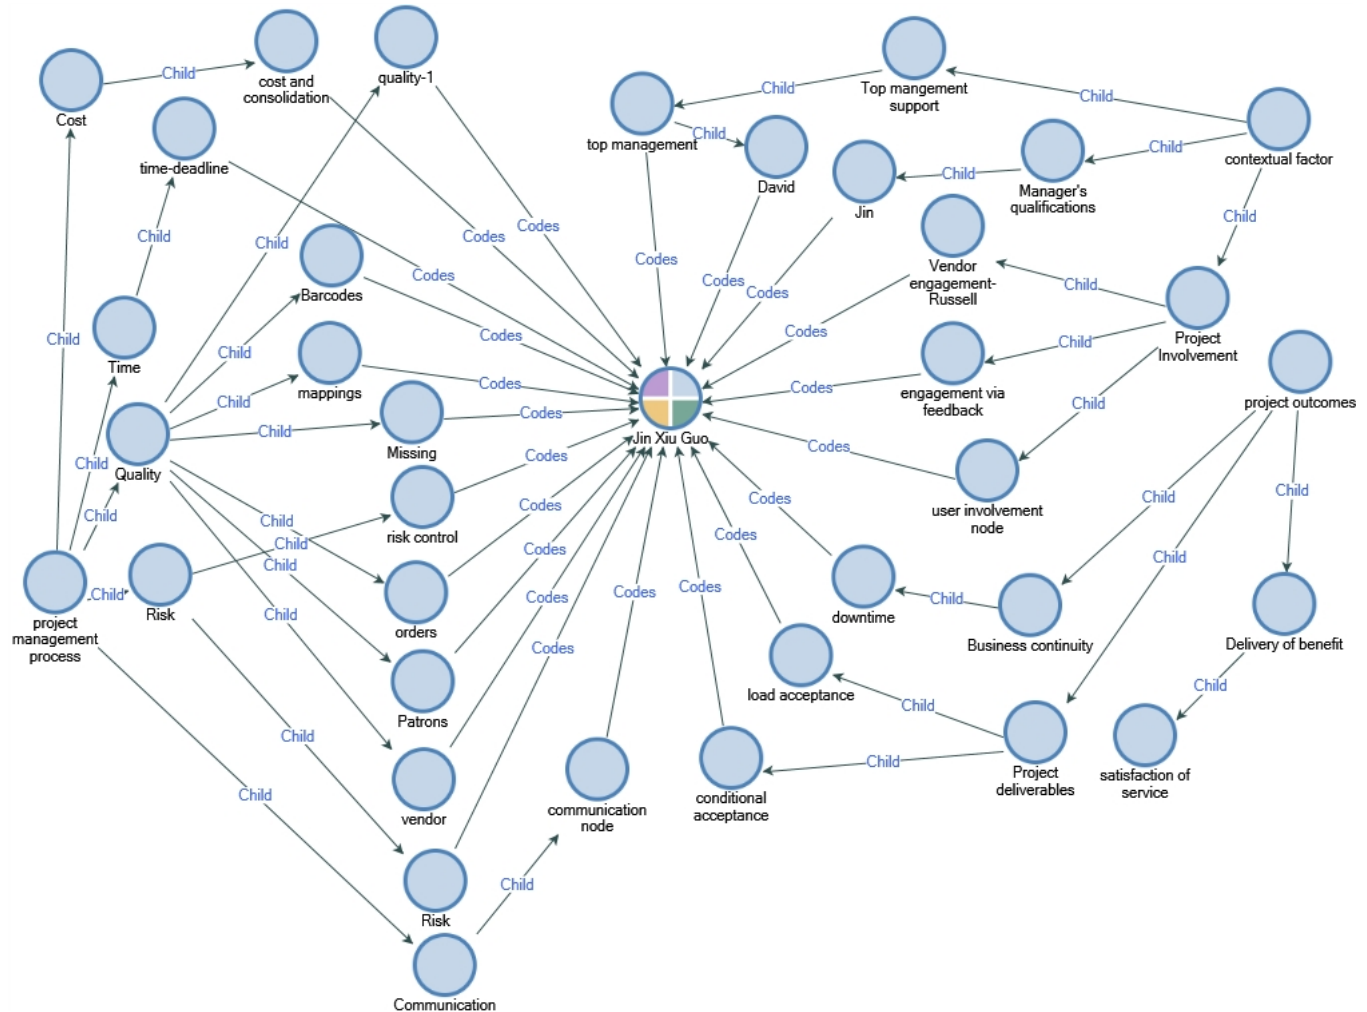 quality-1
cost and
consolidation
Cost
Child
time-deadline
Top mangement
support
Child
top management
Child
David
Child
contextual factor
Child
Manager's
qualifications
Child
Jin
Child
Child
Child
Codes
Codes
Codes
Barcodes
Codes
Codes
Codes
Codes
Vendor
engagement-
Russell
Child
Child
Time
Child
Child
mappings
Codes
Codes
Codes
Project
Involvement
Child
engagement via
feedback
Codes
project outcomes
Child
Child
Child
Missing
Codes
Jin Xiu Guo
Codes
Child
Quality
Child
Child
risk control
Codes
Codes
Codes
user involvement
node
Child
Child
Child
Child
Child
Codes
Codes
Child
project
management
process
Child
Risk
Child
orders
Codes
Codes
Codes
Codes
downtime
Child
Business continuity
Delivery of benefit
Patrons
load acceptance
Child
Child
Child
vendor
communication
node
conditional
acceptance
Child
Project
deliverables
satisfaction of
service
Child
Risk
Child
Communication